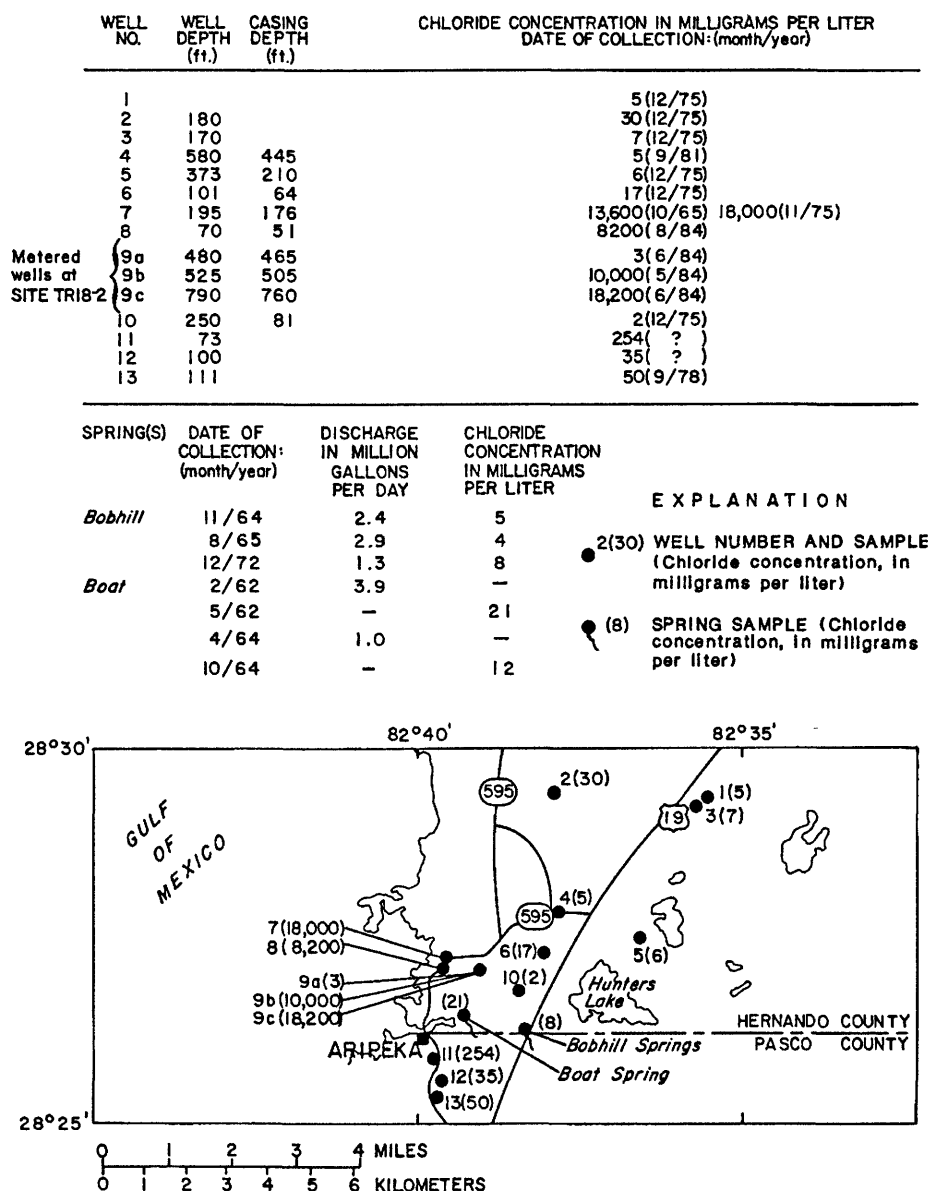 WELL NO. WELL DEPTH (ft.) CASING DEPTH (ft.) CHLORIDE CONCENTRATION IN MILLIGRAMS PER LITER DATE OF COLLECTION:(month/year)
1 5(12/75)
2 180 30(12/75)
3 170 7(12/75)
4 580 445 5(9/81)
5 373 210 6(12/75)
6 101 64 17(12/75)
7 195 176 13,600(10/65) 18,000(11/75)
8 70 51 8200(8/84)
Metered wells at SITE TR18-2
9a 480 465 3(6/84)
9b 525 505 10,000(5/84)
9c 790 760 18,200(6/84)
10 250 81 2(12/75)
11 73 254( ? )
12 100 35( ? )
13 111 50(9/78)
SPRING(S) DATE OF COLLECTION: (month/year) DISCHARGE IN MILLION GALLONS PER DAY CHLORIDE CONCENTRATION IN MILLIGRAMS PER LITER
Bobhill 11/64 2.4 5
8/65 2.9 4
12/72 1.3 8
Boat 2/62 3.9 —
5/62 — 21
4/64 1.0 —
10/64 — 12
EXPLANATION
2(30) WELL NUMBER AND SAMPLE
(Chloride concentration, in
milligrams per liter)
(8) SPRING SAMPLE (Chloride
concentration, in milligrams
per liter)
82°40' 82°35'
28°30'
GULF
OF
MEXICO
595
2(30)
19
1(5)
3(7)
4(5)
595
7(18,000)
8(8,200)
6(17)
5(6)
9a(3)
10(2)
9b(10,000)
9c(18,200)
(21)
Hunters
Lake
(8)
HERNANDO COUNTY
PASCO COUNTY
ARIPEKA
Bobhill Springs
11(254)
Boat Spring
12(35)
13(50)
28°25'
0 1 2 3 4 MILES
0 1 2 3 4 5 6 KILOMETERS